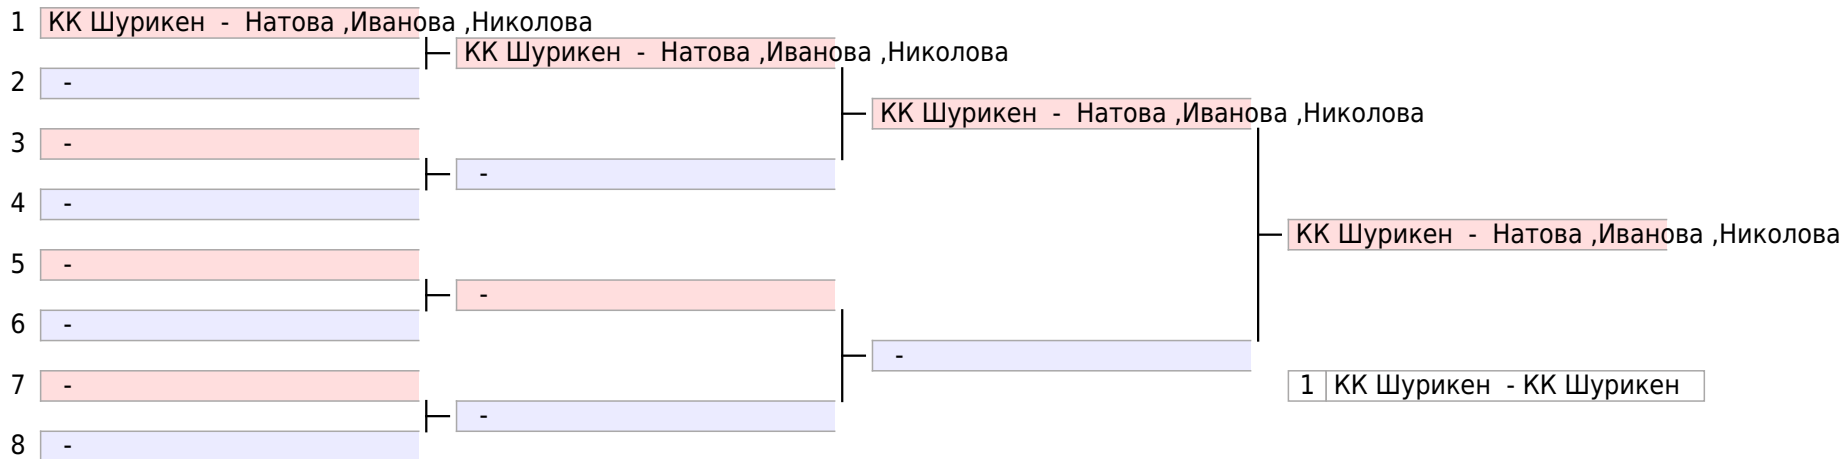 1 КК Шурикен - Натова ,Иванова ,Николова
КК Шурикен - Натова ,Иванова ,Николова
2 -
КК Шурикен - Натова ,Иванова ,Николова
3 -
-
4 -
КК Шурикен - Натова ,Иванова ,Николова
5 -
-
6 -
-
7 -
1 КК Шурикен - КК Шурикен
-
8 -